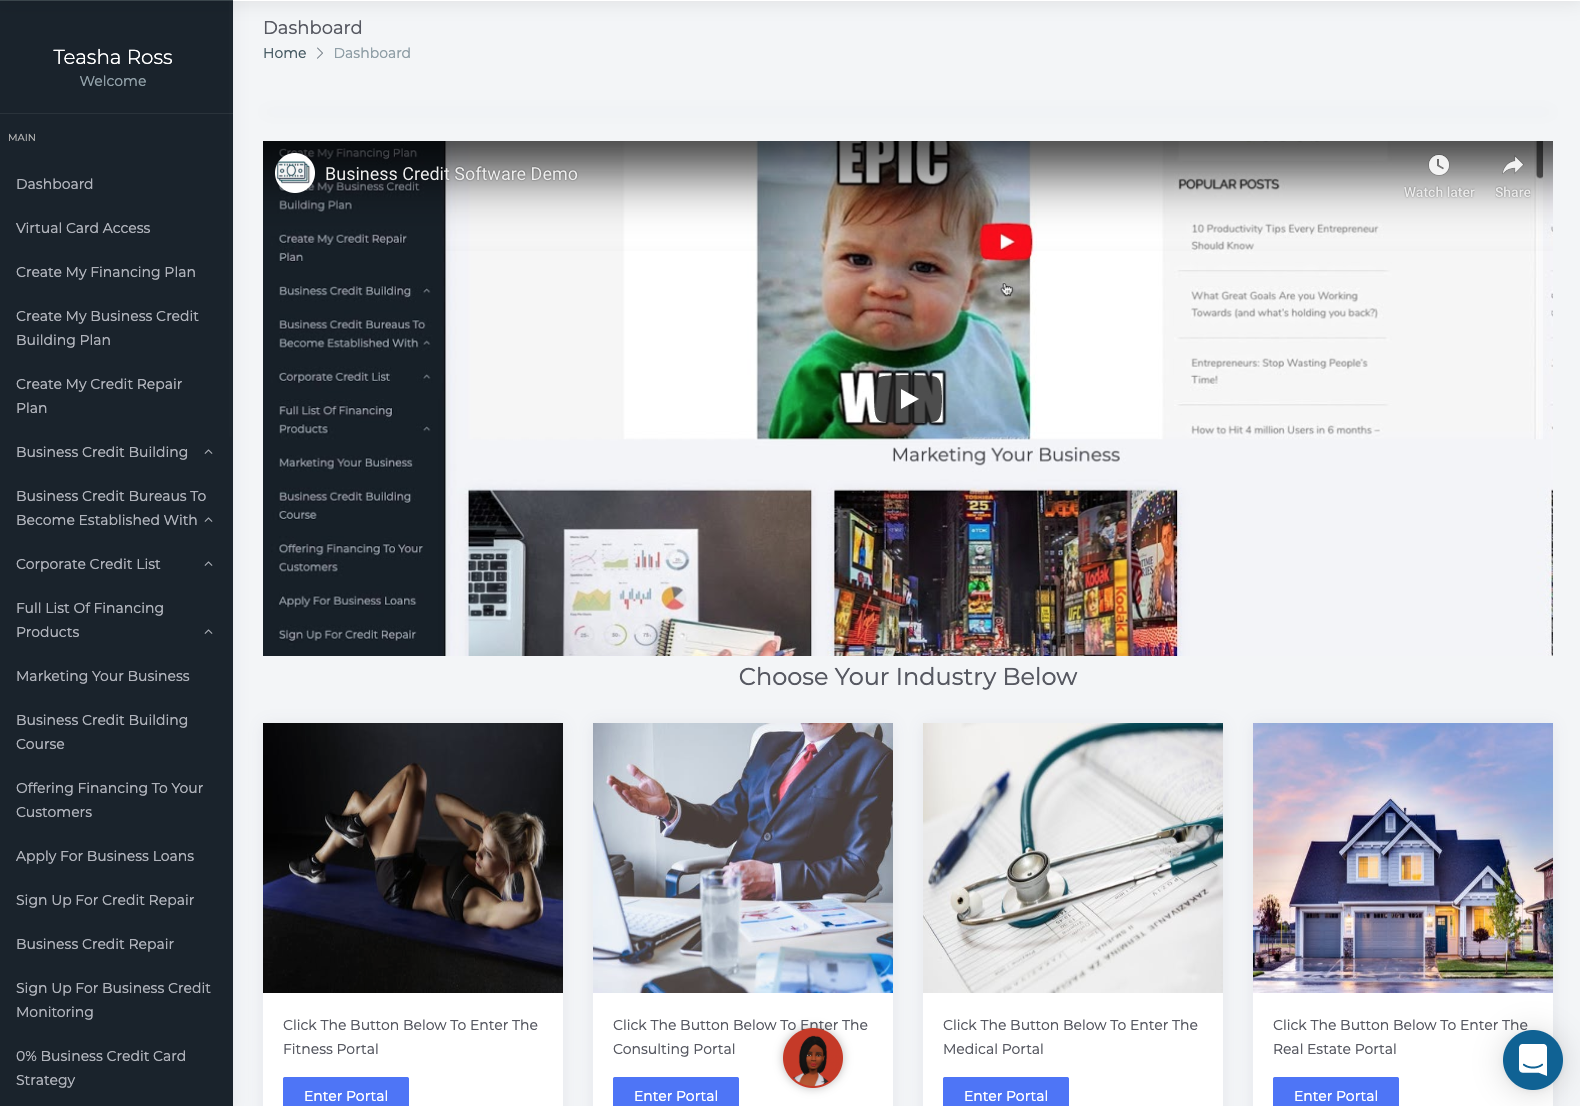 Teasha Ross
Welcome
MAIN
Dashboard
Virtual Card Access
Create My Financing Plan
Create My Business Credit
Building Plan
Create My Credit Repair
Plan
Business Credit Building
Business Credit Bureaus To
Become Established With
Corporate Credit List
Full List Of Financing
Products
Marketing Your Business
Business Credit Building
Course
Offering Financing To Your
Customers
Apply For Business Loans
Sign Up For Credit Repair
Business Credit Repair
Sign Up For Business Credit
Monitoring
0% Business Credit Card
Strategy
Dashboard
Home > Dashboard
Business Credit Software Demo
Watch later
Share
Create My Financing Plan
My Business Credit
Building Plan
Create My Credit Repair
Plan
Business Credit Building
Business Credit Bureaus To
Become Established With
Corporate Credit List
Full List Of Financing
Products
Marketing Your Business
Business Credit Building
Course
Offering Financing To Your
Customers
Apply For Business Loans
Sign Up For Credit Repair
EPIC
WIN
POPULAR POSTS
10 Productivity Tips Every Entrepreneur
Should Know
What Great Goals Are you Working
Towards (and what's holding you back?)
Entrepreneurs: Stop Wasting People's
Time!
How to Hit 4 million Users in 6 months –
Marketing Your Business
TOSHIBA
25
TDK
Kodak
Kodak
UFC
Choose Your Industry Below
ZAKAZIVANJE TERMINA ZA
Click The Button Below To Enter The
Fitness Portal
Enter Portal
Click The Button Below To Enter The
Consulting Portal
Enter Portal
Click The Button Below To Enter The
Medical Portal
Enter Portal
Click The Button Below To Enter The
Real Estate Portal
Enter Portal